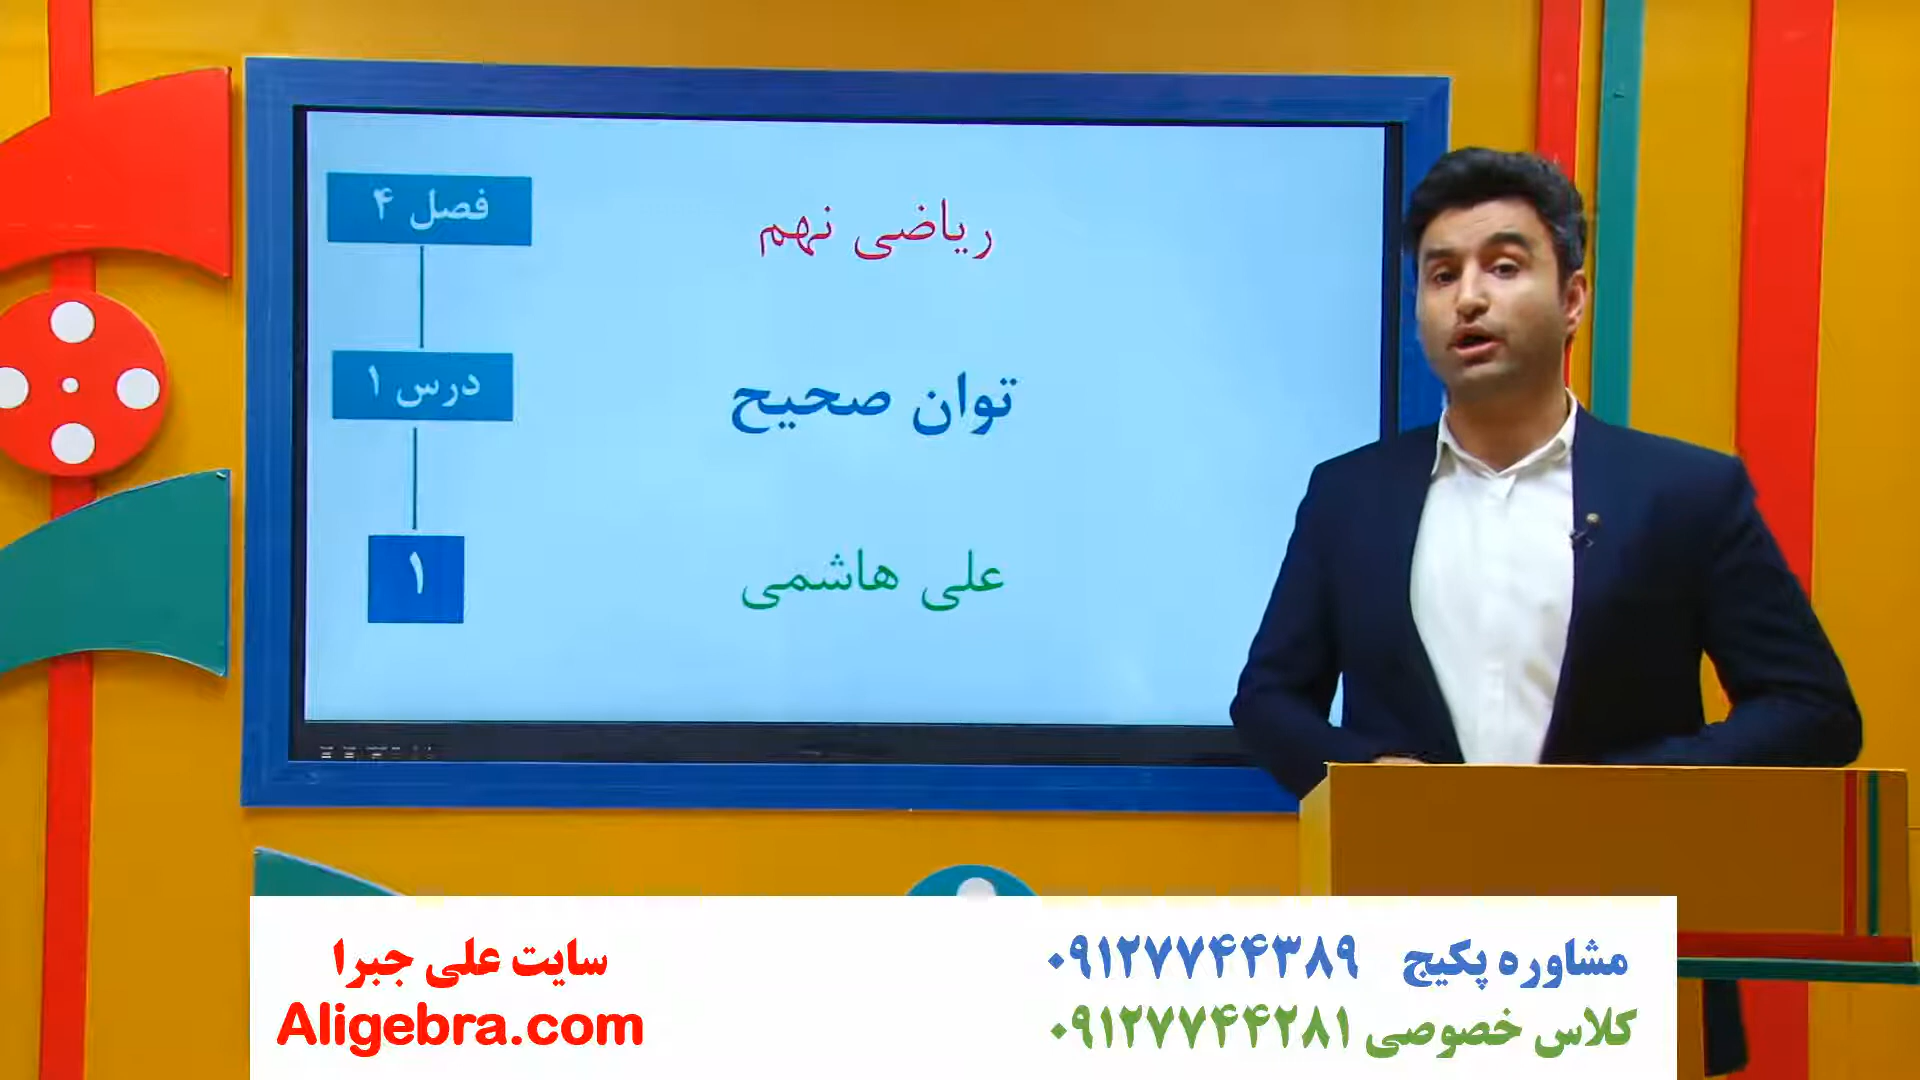 ریاضی نهم
توان صحیح
علی هاشمی
فصل ۴
درس ۱
۱
مشاوره پکیج ۰۹۱۲۷۷۴۴۳۸۹
کلاس خصوصی ۰۹۱۲۷۷۴۴۲۸۱
سایت علی جبرا
Aligebra.com